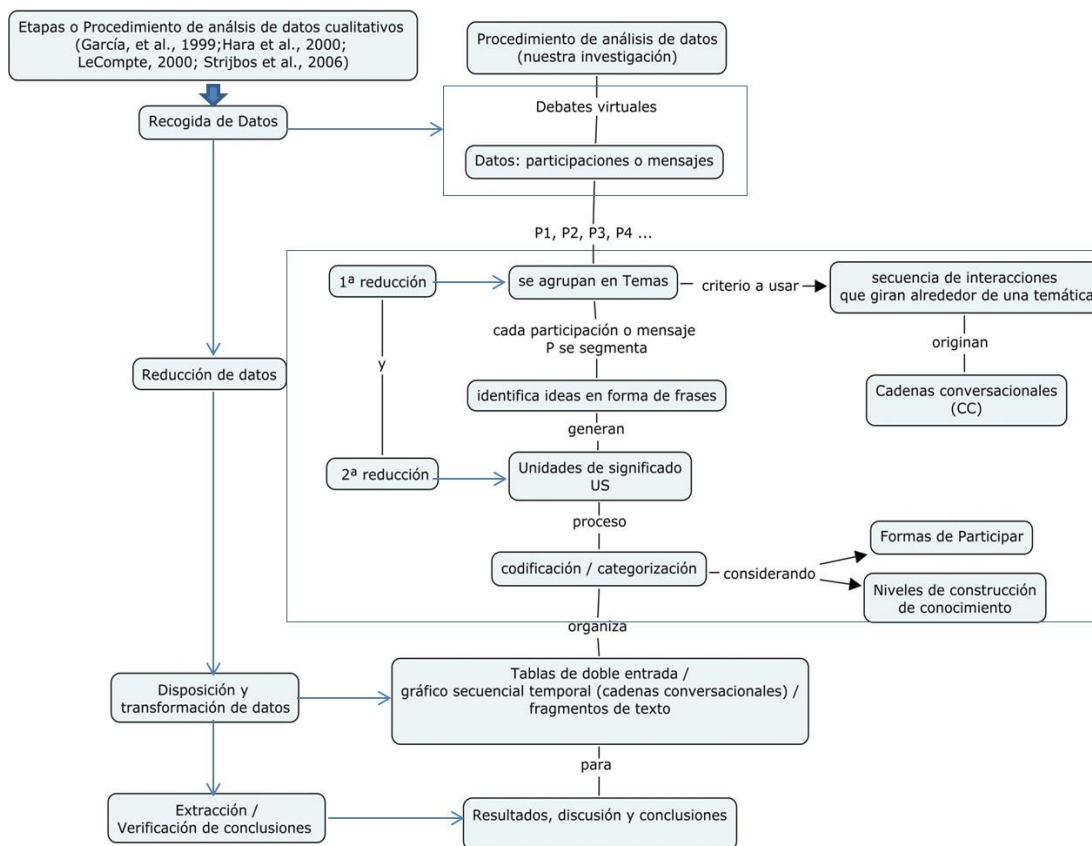 Etapas o Procedimiento de análsis de datos cualitativos
(García, et al., 1999;Hara et al., 2000;
LeCompte, 2000; Strijbos et al., 2006)
Procedimiento de análisis de datos
(nuestra investigación)
Recogida de Datos
Debates virtuales
Datos: participaciones o mensajes
P1, P2, P3, P4 ...
1ª reducción
se agrupan en Temas
criterio a usar
secuencia de interacciones
que giran alrededor de una temática
cada participación o mensaje
P se segmenta
y
originan
Reducción de datos
identifica ideas en forma de frases
Cadenas conversacionales
(CC)
generan
2ª reducción
Unidades de significado
US
proceso
Formas de Participar
codificación / categorización
considerando
Niveles de construcción
de conocimiento
organiza
Disposición y
transformación de datos
Tablas de doble entrada /
gráfico secuencial temporal (cadenas conversacionales) /
fragmentos de texto
para
Extracción /
Verificación de conclusiones
Resultados, discusión y conclusiones